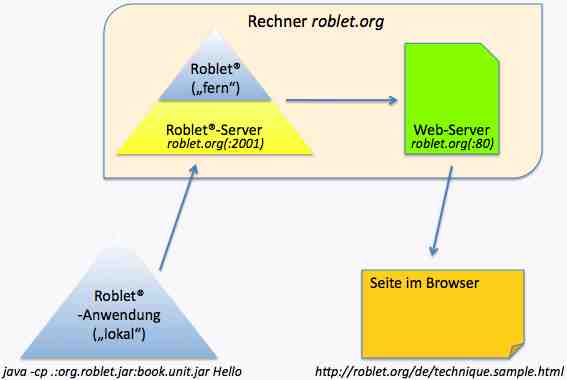 Rechner roblet.org
Roblet®
(„fern“)
Roblet®-Server
roblet.org(:2001)
Web-Server
roblet.org(:80)
Roblet®
-Anwendung
(„lokal“)
Seite im Browser
java -cp .:org.roblet.jar:book.unit.jar Hello
http://roblet.org/de/technique.sample.html